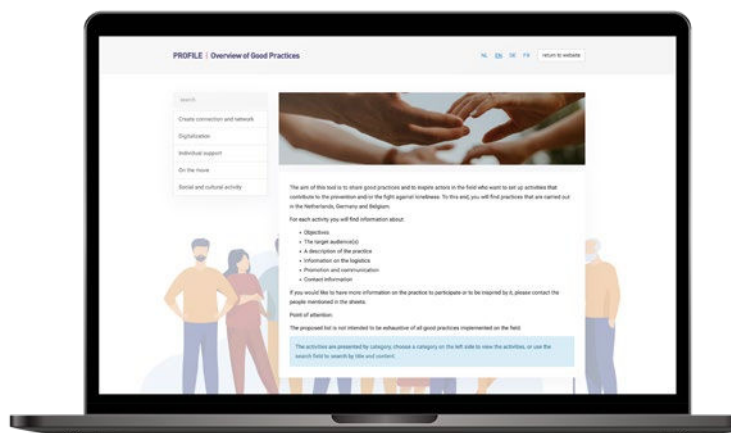 PROFILE | Overview of Good Practices
NL EN DE FR return to website
search
Create connection and network
Digitalization
Individual support
On the move
Social and cultural activity
The aim of this tool is to share good practices and to inspire actors in the field who want to set up activities that
contribute to the prevention and/or the fight against loneliness. To this end, you will find practices that are carried out
in the Netherlands, Germany and Belgium.
For each activity you will find information about:
• Objectives
• The target audience(s)
• A description of the practice
• Information on the logistics
• Promotion and communication
• Contact information
If you would like to have more information on the practice to participate or to be inspired by it, please contact the
people mentioned in the sheets.
Point of attention:
The proposed list is not intended to be exhaustive of all good practices implemented on the field.
The activities are presented by category, choose a category on the left side to view the activities, or use the
search field to search by title and content.